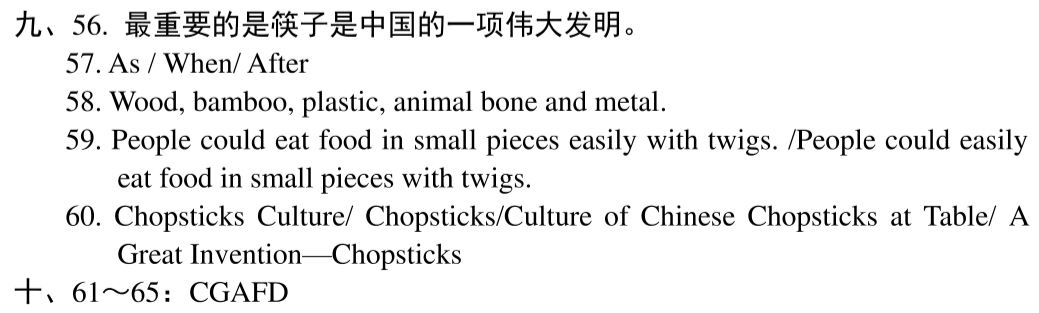 九、56. 最重要的是筷子是中国的一项伟大发明。
57. As / When/ After
58. Wood, bamboo, plastic, animal bone and metal.
59. People could eat food in small pieces easily with twigs. /People could easily
eat food in small pieces with twigs.
60. Chopsticks Culture/ Chopsticks/Culture of Chinese Chopsticks at Table/ A
Great Invention—Chopsticks
十、61～65：CGAFD